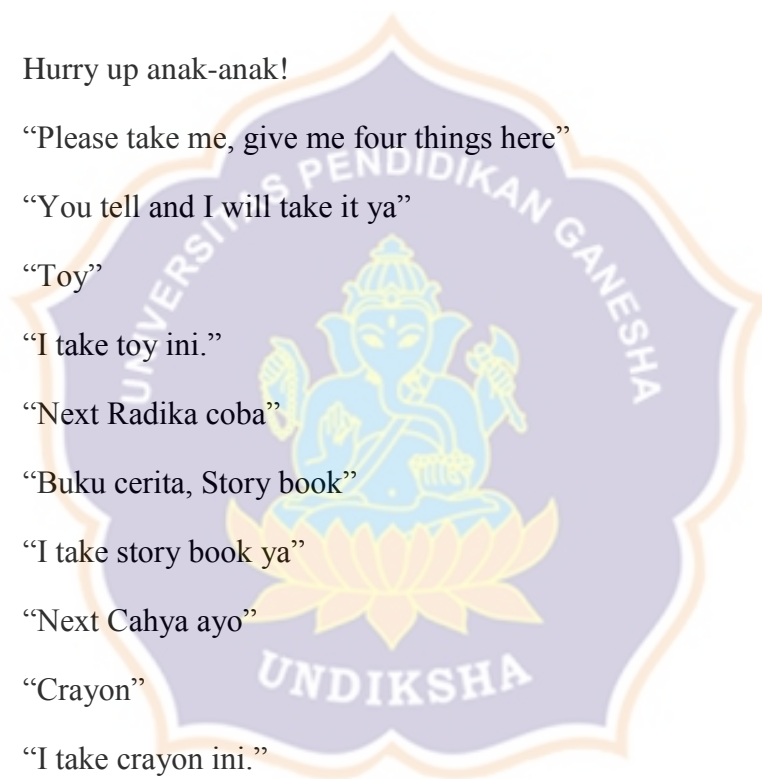 Hurry up anak-anak!
“Please take me, give me four things here”
“You tell and I will take it ya”
“Toy”
“I take toy ini.”
“Next Radika coba”
“Buku cerita, Story book”
“I take story book ya”
“Next Cahya ayo”
“Crayon”
“I take crayon ini.”
UNIVERSITAS PENDIDIKAN GANESHA
UNDIKSHA